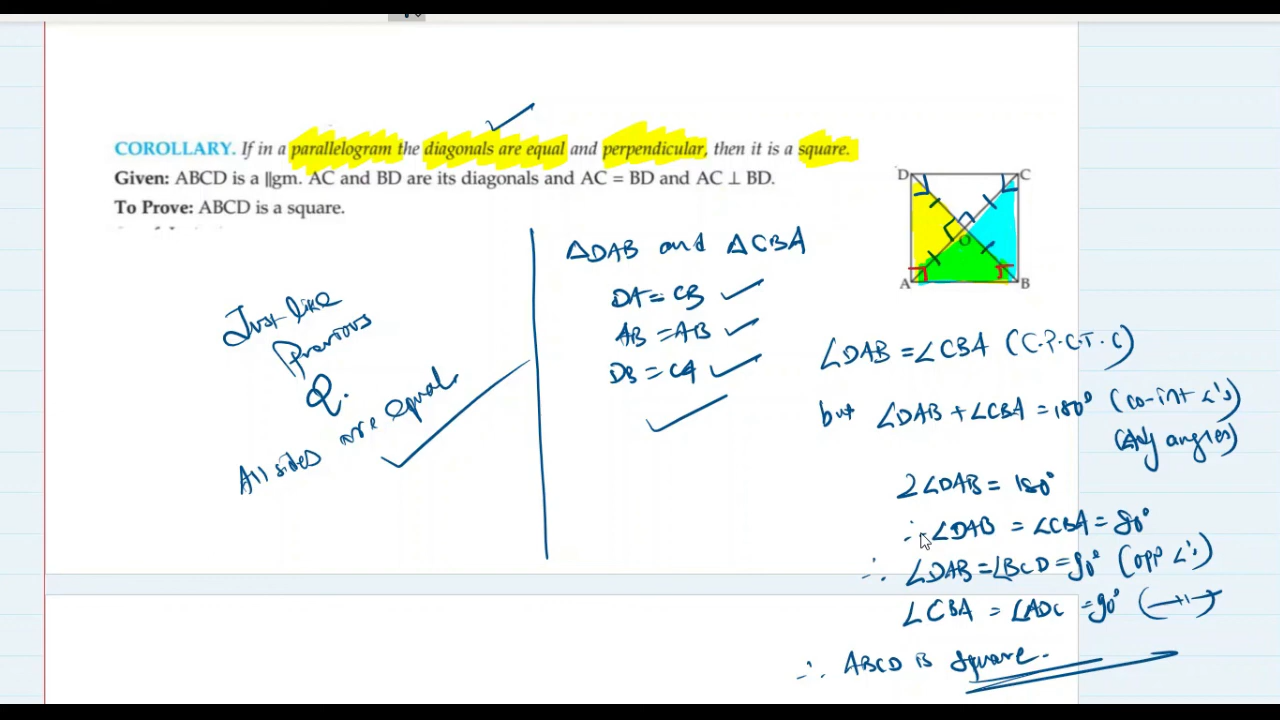 COROLLARY. If in a parallelogram the diagonals are equal and perpendicular, then it is a square.
Given: ABCD is a ||gm. AC and BD are its diagonals and AC = BD and AC ⊥ BD.
To Prove: ABCD is a square.
D C
O
A B
Just like
Previous
Q.
All sides are equal.
△DAB and △CBA
DA = CB
AB = AB
DB = CA
∠DAB = ∠CBA (C.P.C.T.C)
but ∠DAB + ∠CBA = 180° (co-int ∠'s)
(Adj angles)
2∠DAB = 180°
∴ ∠DAB = ∠CBA = 90°
∴ ∠DAB = ∠BCD = 90° (opp ∠'s)
∠CBA = ∠ADC = 90° (—11—)
∴ ABCD is square.